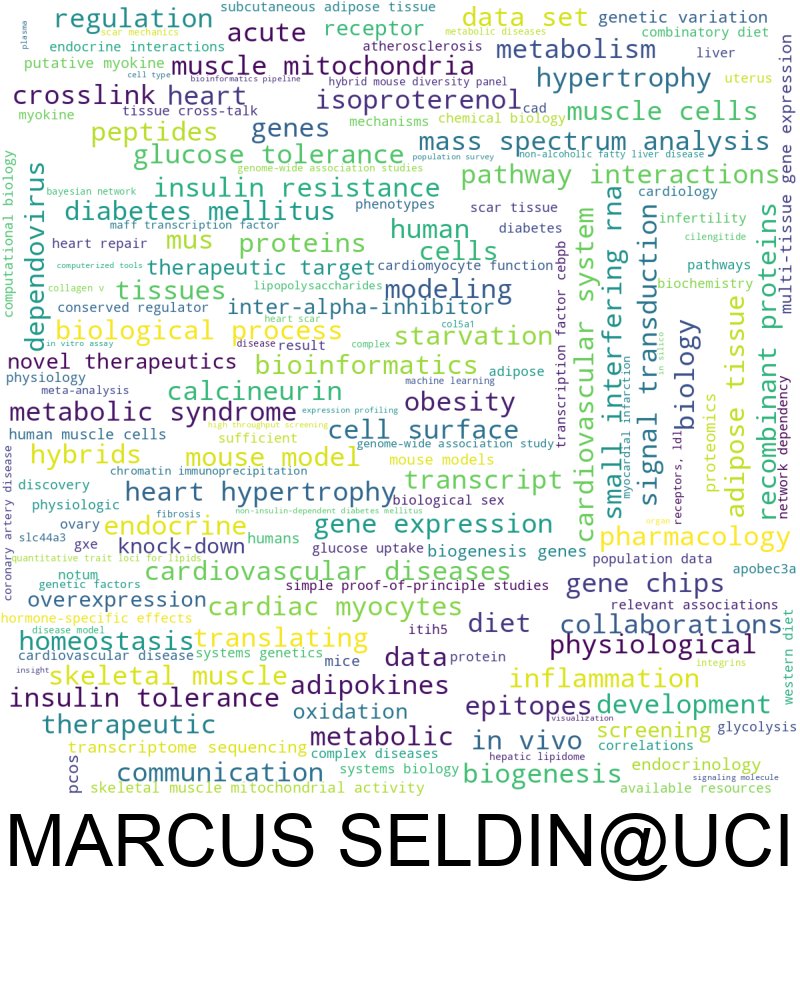 subcutaneous adipose tissue
plasma
regulation
acute
receptor
data set
genetic variation
scar mechanics
metabolic diseases
combinatory diet
endocrine interactions
atherosclerosis
metabolism
liver
putative myokine
muscle mitochondria
cell type
bioinformatics pipeline
hybrid mouse diversity panel
hypertrophy
uterus
crosslink
heart
isoproterenol
cad
muscle cells
myokine
tissue cross-talk
mechanisms
chemical biology
peptides
genes
mass spectrum analysis
multi-tissue gene expression
glucose tolerance
population survey
non-alcoholic fatty liver disease
genome-wide association studies
pathway interactions
computational biology
dependovirus
bayesian network
insulin resistance
cardiology
diabetes mellitus
phenotypes
scar tissue
infertility
maff transcription factor
human
diabetes
cilengitide
heart repair
mus
proteins
cells
computerized tools
therapeutic target
cardiomyocyte function
pathways
collagen v
tissues
lipopolysaccharides
modeling
biochemistry
conserved regulator
inter-alpha-inhibitor
heart scar
col5a1
biological process
starvation
in vitro assay
disease
result
complex
transcription factor cebpb
cardiovascular system
small interfering rna
myocardial infarction
signal transduction
in silico
receptors, ldl
biology
proteomics
adipose tissue
recombinant proteins
network dependency
novel therapeutics
bioinformatics
adipose
physiology
meta-analysis
calcineurin
machine learning
metabolic syndrome
expression profiling
obesity
high throughput screening
human muscle cells
sufficient
cell surface
genome-wide association study
coronary artery disease
hybrids
mouse model
mouse models
chromatin immunoprecipitation
discovery
heart hypertrophy
transcript
physiologic
biological sex
fibrosis
non-insulin-dependent diabetes mellitus
organ
ovary
endocrine
gene expression
slc44a3
gxe
knock-down
humans
glucose uptake
biogenesis genes
pharmacology
quantitative trait loci for lipids
population data
notum
cardiovascular diseases
apobec3a
genetic factors
simple proof-of-principle studies
gene chips
overexpression
cardiac myocytes
relevant associations
hormone-specific effects
disease model
itih5
diet
collaborations
homeostasis
translating
physiological
western diet
cardiovascular disease
systems genetics
mice
data
protein
integrins
insight
skeletal muscle
adipokines
inflammation
insulin tolerance
oxidation
epitopes
development
visualization
therapeutic
metabolic
in vivo
screening
glycolysis
transcriptome sequencing
complex diseases
correlations
hepatic lipidome
pcos
communication
systems biology
biogenesis
endocrinology
signaling molecule
skeletal muscle mitochondrial activity
available resources
MARCUS SELDIN@UCI